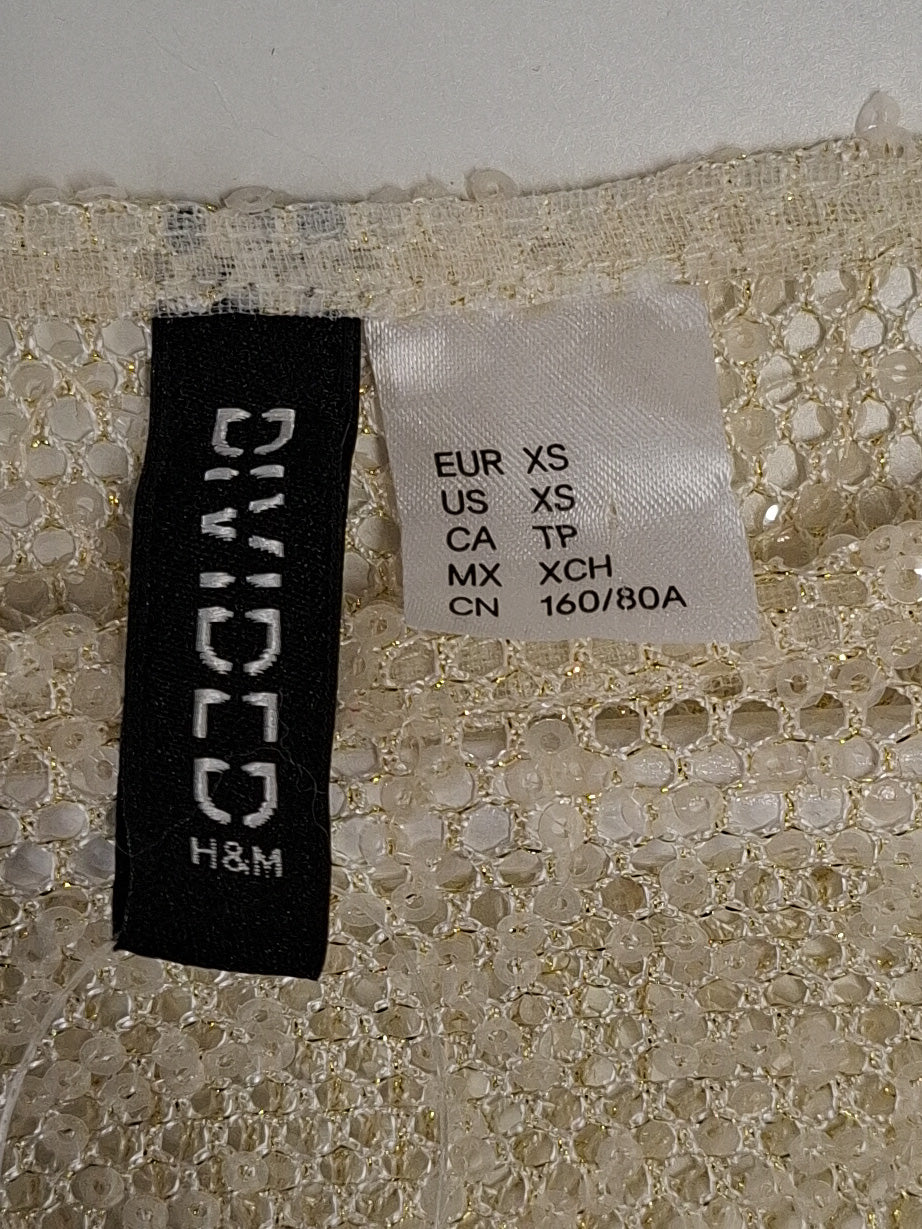 DIVIDED
H&M
EUR XS
US XS
CA TP
MX XCH
CN 160/80A